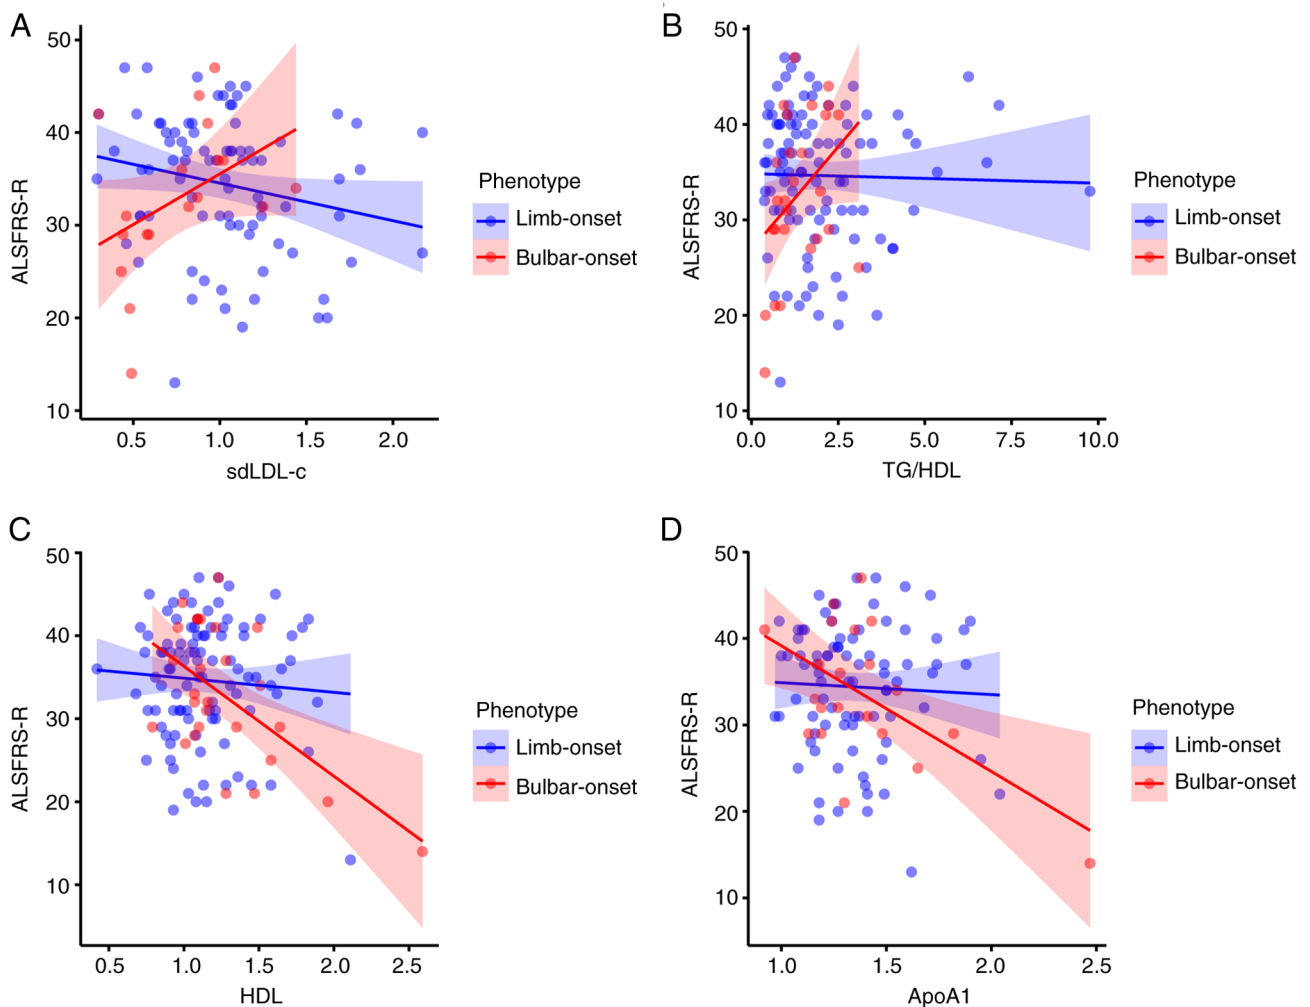 A
50
40
30
20
10
ALSFRS-R
0.5 1.0 1.5 2.0
sdLDL-c
Phenotype
Limb-onset
Bulbar-onset
B
50
40
30
20
10
ALSFRS-R
0.0 2.5 5.0 7.5 10.0
TG/HDL
Phenotype
Limb-onset
Bulbar-onset
C
50
40
30
20
10
ALSFRS-R
0.5 1.0 1.5 2.0 2.5
HDL
Phenotype
Limb-onset
Bulbar-onset
D
50
40
30
20
10
ALSFRS-R
1.0 1.5 2.0 2.5
ApoA1
Phenotype
Limb-onset
Bulbar-onset